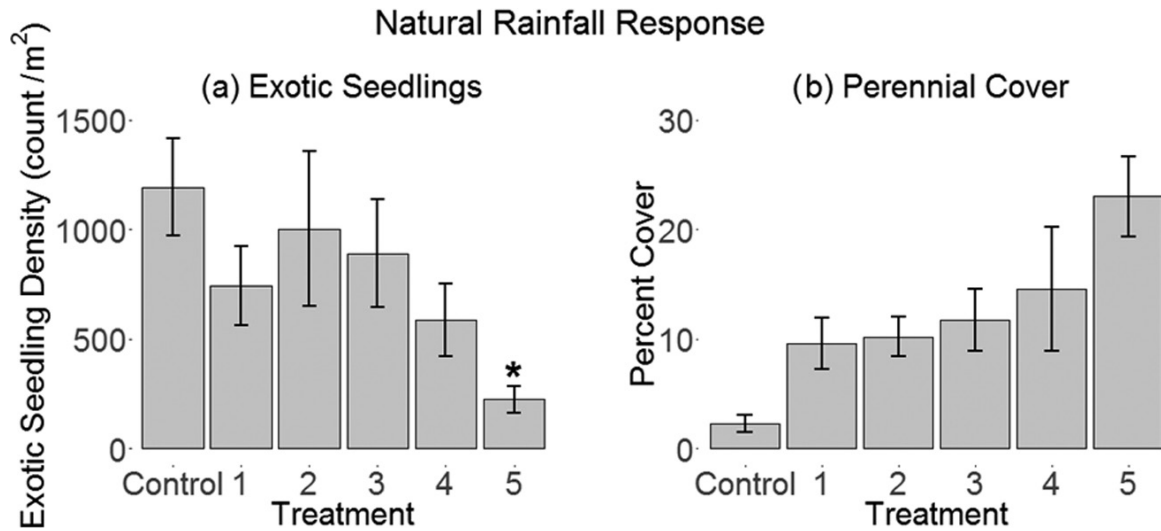 Natural Rainfall Response
(a) Exotic Seedlings
Exotic Seedling Density (count /m²)
1500
1000
500
0
*
Control 1 2 3 4 5
Treatment
(b) Perennial Cover
Percent Cover
30
20
10
0
Control 1 2 3 4 5
Treatment